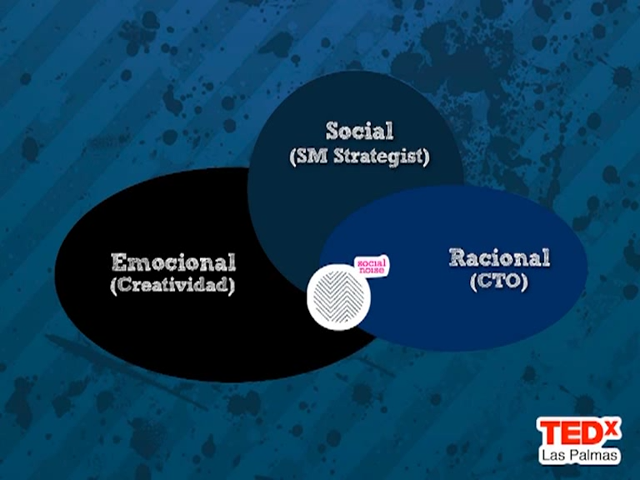 Social
(SM Strategist)
Emocional
(Creatividad)
Racional
(CTO)
social
noise
TEDx
Las Palmas